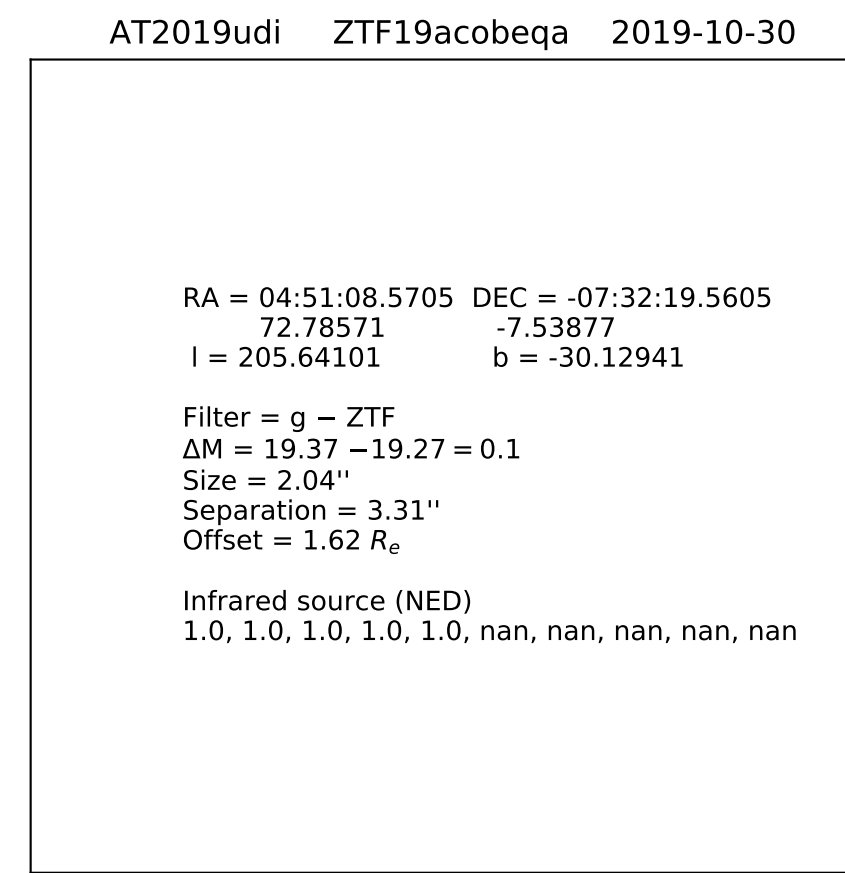 AT2019udi ZTF19acobeqa 2019-10-30
RA = 04:51:08.5705 DEC = -07:32:19.5605
72.78571 -7.53877
l = 205.64101 b = -30.12941
Filter = g − ZTF
ΔM = 19.37 −19.27 = 0.1
Size = 2.04''
Separation = 3.31''
Offset = 1.62 Rₑ
Infrared source (NED)
1.0, 1.0, 1.0, 1.0, 1.0, nan, nan, nan, nan, nan